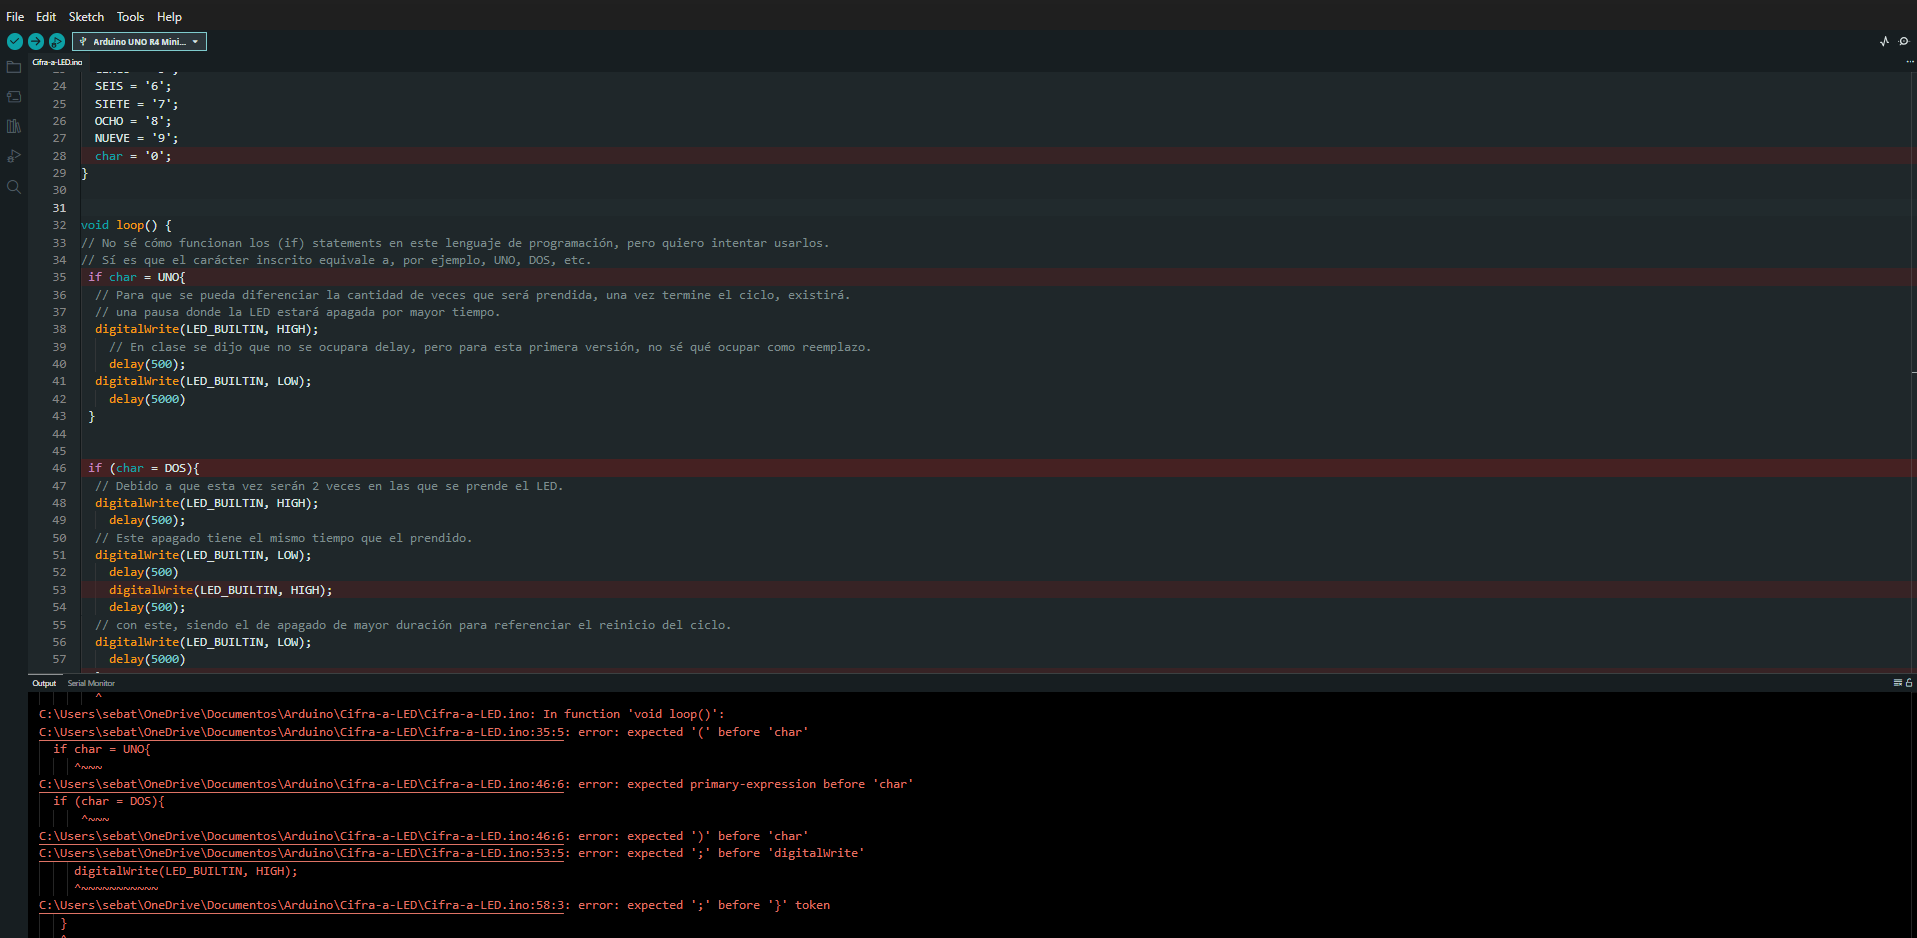 File Edit Sketch Tools Help
Arduino UNO R4 Mini...
Cifra-a-LED.ino
24 SEIS = '6';
25 SIETE = '7';
26 OCHO = '8';
27 NUEVE = '9';
28 char = '0';
29 }
30
31
32 void loop() {
33 // No sé cómo funcionan los (if) statements en este lenguaje de programación, pero quiero intentar usarlos.
34 // Sí es que el carácter inscrito equivale a, por ejemplo, UNO, DOS, etc.
35 if char = UNO{
36 // Para que se pueda diferenciar la cantidad de veces que será prendida, una vez termine el ciclo, existirá.
37 // una pausa donde la LED estará apagada por mayor tiempo.
38 digitalWrite(LED_BUILTIN, HIGH);
39 // En clase se dijo que no se ocupara delay, pero para esta primera versión, no sé qué ocupar como reemplazo.
40 delay(500);
41 digitalWrite(LED_BUILTIN, LOW);
42 delay(5000)
43 }
44
45
46 if (char = DOS){
47 // Debido a que esta vez serán 2 veces en las que se prende el LED.
48 digitalWrite(LED_BUILTIN, HIGH);
49 delay(500);
50 // Este apagado tiene el mismo tiempo que el prendido.
51 digitalWrite(LED_BUILTIN, LOW);
52 delay(500)
53 digitalWrite(LED_BUILTIN, HIGH);
54 delay(500);
55 // con este, siendo el de apagado de mayor duración para referenciar el reinicio del ciclo.
56 digitalWrite(LED_BUILTIN, LOW);
57 delay(5000)
Output Serial Monitor
^
C:\Users\sebat\OneDrive\Documentos\Arduino\Cifra-a-LED\Cifra-a-LED.ino: In function 'void loop()':
C:\Users\sebat\OneDrive\Documentos\Arduino\Cifra-a-LED\Cifra-a-LED.ino:35:5: error: expected '(' before 'char'
if char = UNO{
^~~~
C:\Users\sebat\OneDrive\Documentos\Arduino\Cifra-a-LED\Cifra-a-LED.ino:46:6: error: expected primary-expression before 'char'
if (char = DOS){
^~~~
C:\Users\sebat\OneDrive\Documentos\Arduino\Cifra-a-LED\Cifra-a-LED.ino:46:6: error: expected ')' before 'char'
C:\Users\sebat\OneDrive\Documentos\Arduino\Cifra-a-LED\Cifra-a-LED.ino:53:5: error: expected ';' before 'digitalWrite'
digitalWrite(LED_BUILTIN, HIGH);
^~~~~~~~~~~~
C:\Users\sebat\OneDrive\Documentos\Arduino\Cifra-a-LED\Cifra-a-LED.ino:58:3: error: expected ';' before '}' token
}
^